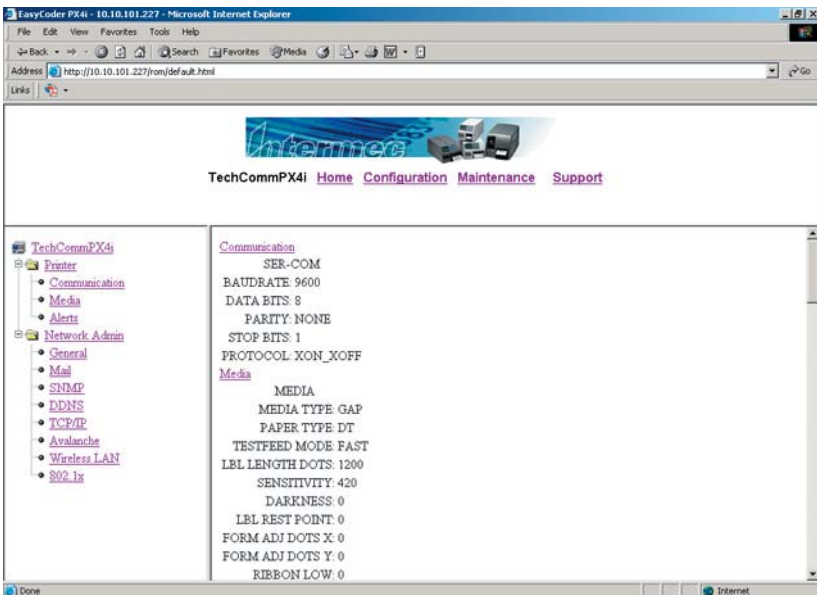 EasyCoder PX4i - 10.10.101.227 - Microsoft Internet Explorer
File Edit View Favorites Tools Help
Back Search Favorites Media
Address http://10.10.101.227/rom/default.html Go
Links
Intermec
TechCommPX4i Home Configuration Maintenance Support
TechCommPX4i
Printer
Communication
Media
Alerts
Network Admin
General
Mail
SNMP
DDNS
TCP/IP
Avalanche
Wireless LAN
802.1x
Communication
SER-COM
BAUDRATE: 9600
DATA BITS: 8
PARITY: NONE
STOP BITS: 1
PROTOCOL: XON_XOFF
Media
MEDIA
MEDIA TYPE: GAP
PAPER TYPE: DT
TESTFEED MODE: FAST
LBL LENGTH DOTS: 1200
SENSITIVITY: 420
DARKNESS: 0
LBL REST POINT: 0
FORM ADJ DOTS X: 0
FORM ADJ DOTS Y: 0
RIBBON LOW: 0
Done Internet